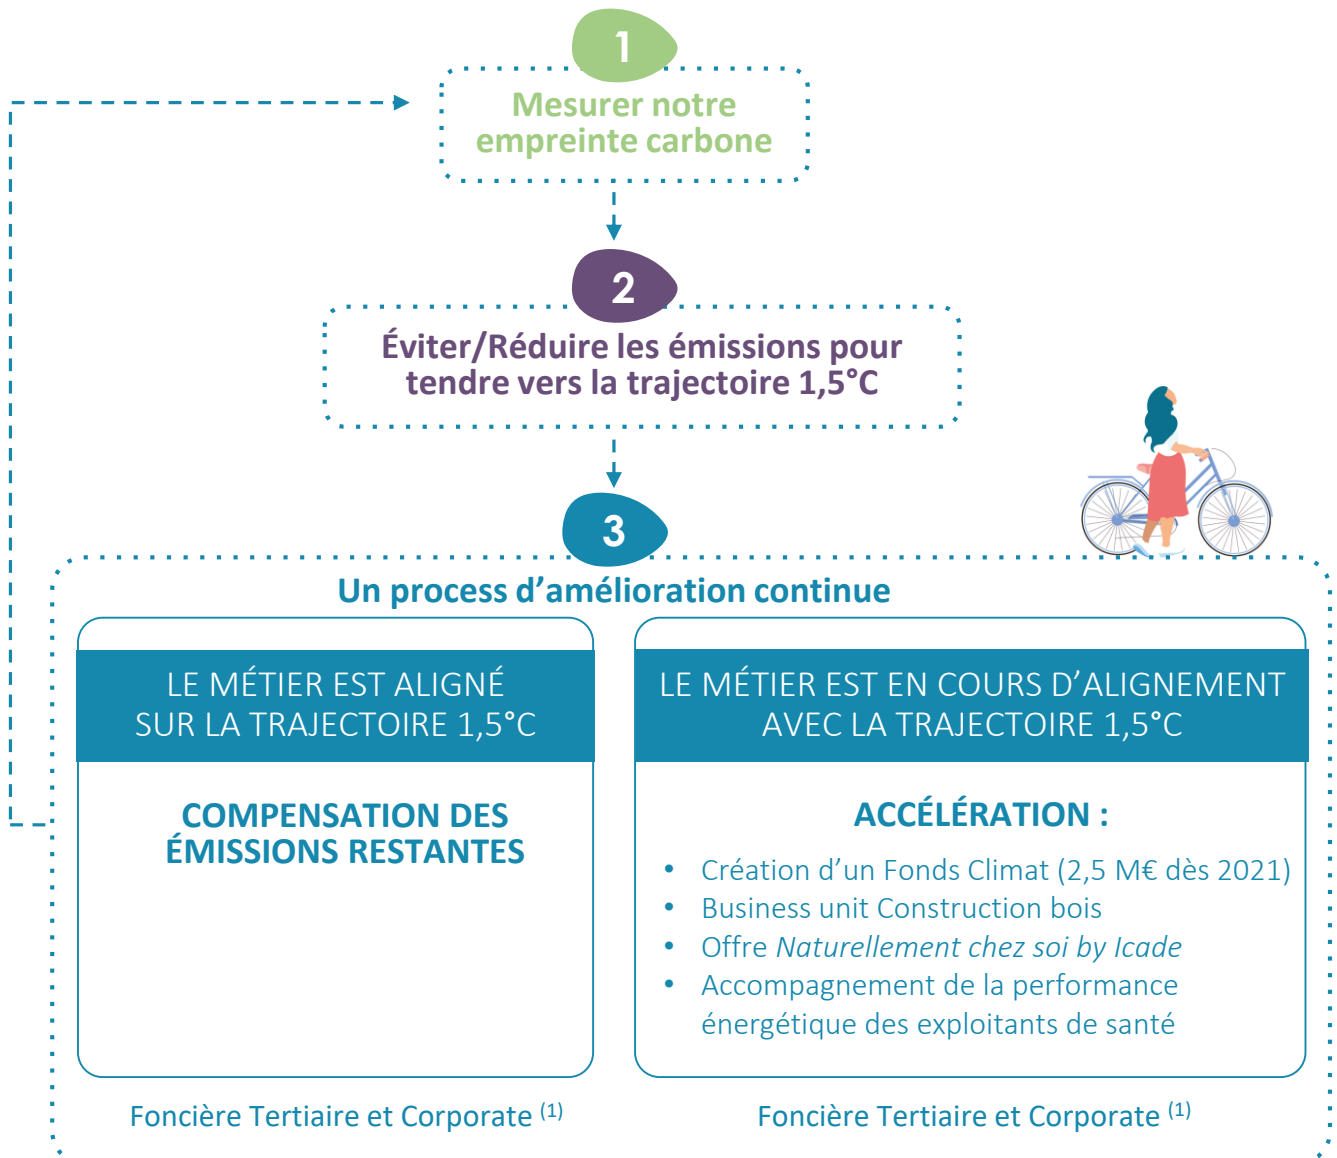 1
Mesurer notre
empreinte carbone
2
Éviter/Réduire les émissions pour
tendre vers la trajectoire 1,5°C
3
Un process d’amélioration continue
LE MÉTIER EST ALIGNÉ
SUR LA TRAJECTOIRE 1,5°C
COMPENSATION DES
ÉMISSIONS RESTANTES
Foncière Tertiaire et Corporate (1)
LE MÉTIER EST EN COURS D’ALIGNEMENT
AVEC LA TRAJECTOIRE 1,5°C
ACCÉLÉRATION :
• Création d’un Fonds Climat (2,5 M€ dès 2021)
• Business unit Construction bois
• Offre Naturellement chez soi by Icade
• Accompagnement de la performance
énergétique des exploitants de santé
Foncière Tertiaire et Corporate (1)